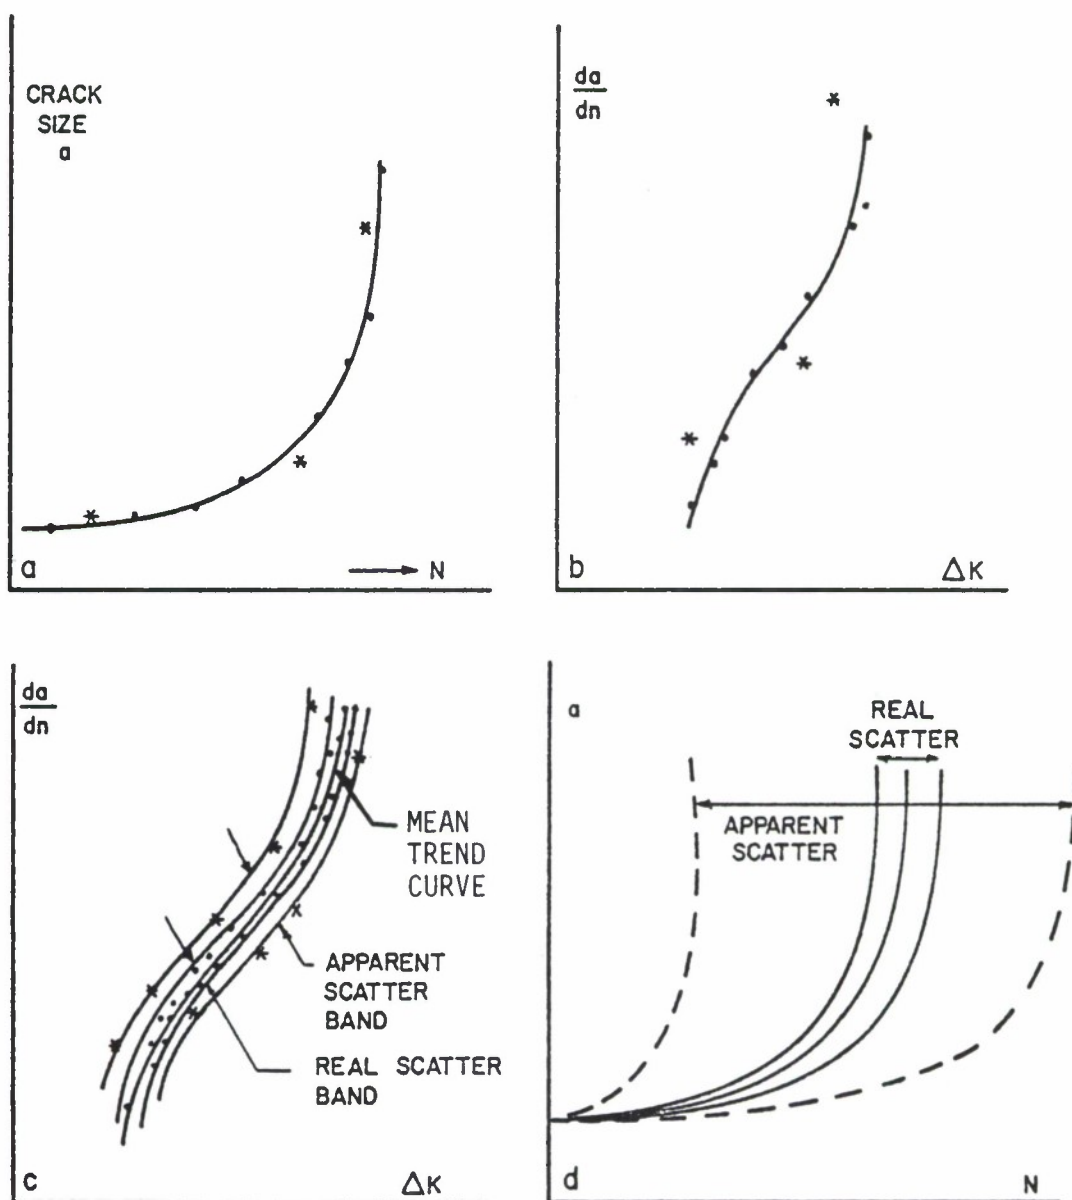 CRACK
SIZE
a
a
N
da
dn
b
ΔK
da
dn
MEAN
TREND
CURVE
APPARENT
SCATTER
BAND
REAL SCATTER
BAND
c
ΔK
a
REAL
SCATTER
APPARENT
SCATTER
d
N